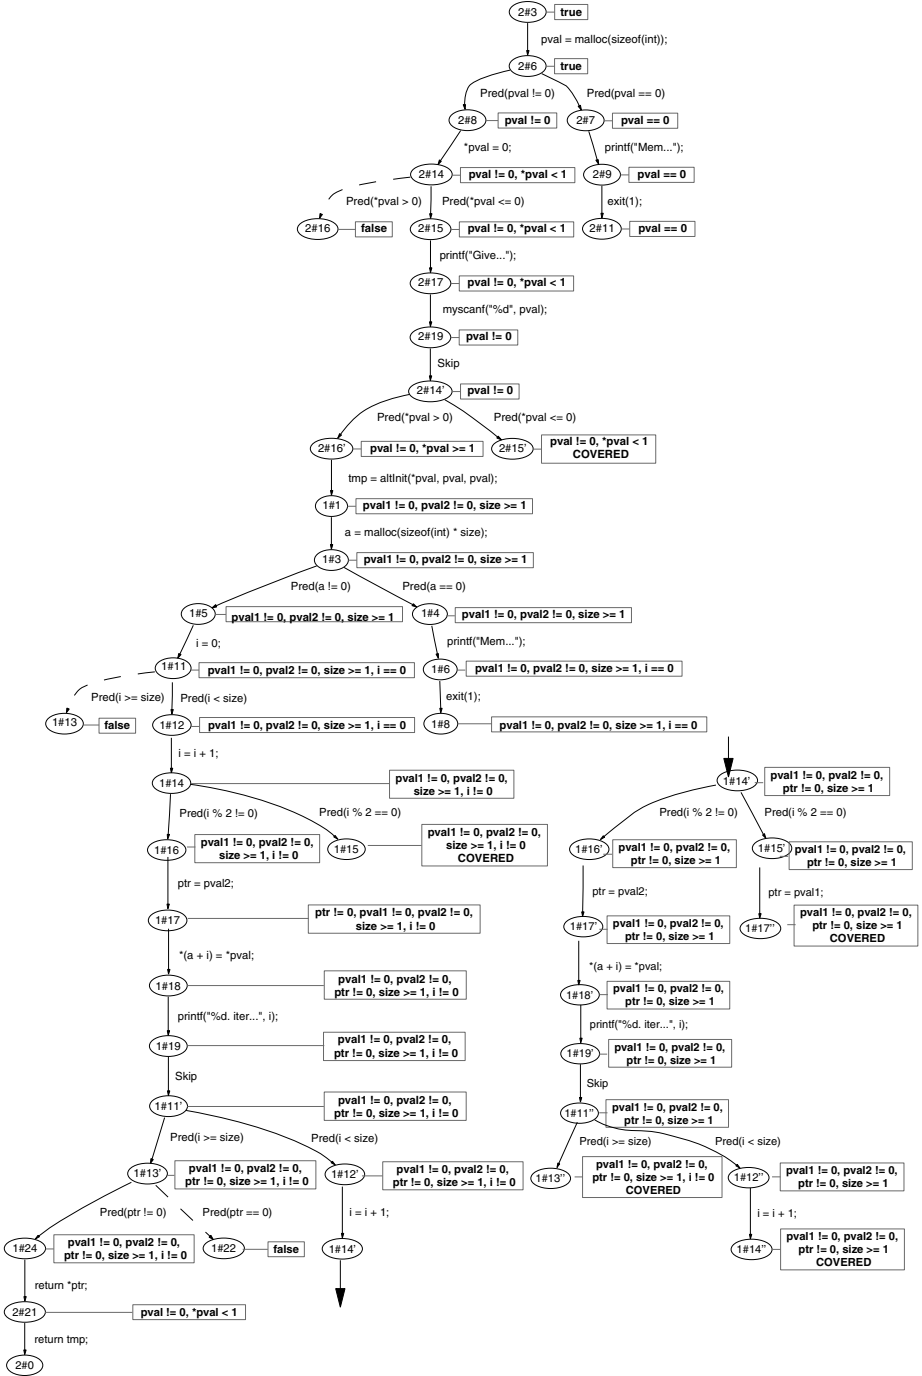 2#3 true
pval = malloc(sizeof(int));
2#6 true
Pred(pval != 0) Pred(pval == 0)
2#8 pval != 0 2#7 pval == 0
*pval = 0; printf("Mem...");
2#14 pval != 0, *pval < 1 2#9 pval == 0
Pred(*pval > 0) Pred(*pval <= 0) exit(1);
2#16 false 2#15 pval != 0, *pval < 1 2#11 pval == 0
printf("Give...");
2#17 pval != 0, *pval < 1
myscanf("%d", pval);
2#19 pval != 0
Skip
2#14' pval != 0
Pred(*pval > 0) Pred(*pval <= 0)
2#16' pval != 0, *pval >= 1 2#15' pval != 0, *pval < 1
COVERED
tmp = altInit(*pval, pval, pval);
1#1 pval1 != 0, pval2 != 0, size >= 1
a = malloc(sizeof(int) * size);
1#3 pval1 != 0, pval2 != 0, size >= 1
Pred(a != 0) Pred(a == 0)
1#5 pval1 != 0, pval2 != 0, size >= 1 1#4 pval1 != 0, pval2 != 0, size >= 1
i = 0; printf("Mem...");
1#11 pval1 != 0, pval2 != 0, size >= 1, i == 0 1#6 pval1 != 0, pval2 != 0, size >= 1, i == 0
Pred(i >= size) Pred(i < size) exit(1);
1#13 false 1#12 pval1 != 0, pval2 != 0, size >= 1, i == 0 1#8 pval1 != 0, pval2 != 0, size >= 1, i == 0
i = i + 1;
1#14 pval1 != 0, pval2 != 0,
size >= 1, i != 0
Pred(i % 2 != 0) Pred(i % 2 == 0)
1#16 pval1 != 0, pval2 != 0,
size >= 1, i != 0
1#15 pval1 != 0, pval2 != 0,
size >= 1, i != 0
COVERED
ptr = pval2;
1#17 ptr != 0, pval1 != 0, pval2 != 0,
size >= 1, i != 0
*(a + i) = *pval;
1#18 pval1 != 0, pval2 != 0,
ptr != 0, size >= 1, i != 0
printf("%d. iter...", i);
1#19 pval1 != 0, pval2 != 0,
ptr != 0, size >= 1, i != 0
Skip
1#11' pval1 != 0, pval2 != 0,
ptr != 0, size >= 1, i != 0
Pred(i >= size) Pred(i < size)
1#13' pval1 != 0, pval2 != 0,
ptr != 0, size >= 1, i != 0
1#12' pval1 != 0, pval2 != 0,
ptr != 0, size >= 1, i != 0
Pred(ptr != 0) Pred(ptr == 0) i = i + 1;
1#24 pval1 != 0, pval2 != 0,
ptr != 0, size >= 1, i != 0
1#22 false 1#14'
return *ptr;
2#21 pval != 0, *pval < 1
return tmp;
2#0
1#14' pval1 != 0, pval2 != 0,
ptr != 0, size >= 1
Pred(i % 2 != 0) Pred(i % 2 == 0)
1#16' pval1 != 0, pval2 != 0,
ptr != 0, size >= 1
1#15' pval1 != 0, pval2 != 0,
ptr != 0, size >= 1
ptr = pval2; ptr = pval1;
1#17' pval1 != 0, pval2 != 0,
ptr != 0, size >= 1
1#17'' pval1 != 0, pval2 != 0,
ptr != 0, size >= 1
COVERED
*(a + i) = *pval;
1#18' pval1 != 0, pval2 != 0,
ptr != 0, size >= 1
printf("%d. iter...", i);
1#19' pval1 != 0, pval2 != 0,
ptr != 0, size >= 1
Skip
1#11'' pval1 != 0, pval2 != 0,
ptr != 0, size >= 1
Pred(i >= size) Pred(i < size)
1#13'' pval1 != 0, pval2 != 0,
ptr != 0, size >= 1, i != 0
COVERED
1#12'' pval1 != 0, pval2 != 0,
ptr != 0, size >= 1
i = i + 1;
1#14'' pval1 != 0, pval2 != 0,
ptr != 0, size >= 1
COVERED